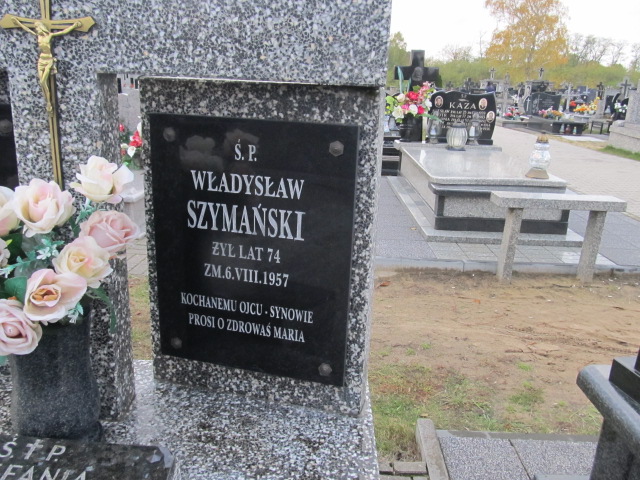 Ś. P.
WŁADYSŁAW
SZYMAŃSKI
ŻYŁ LAT 74
ZM. 6. VIII. 1957
KOCHANEMU OJCU - SYNOWIE
PROSI O ZDROWAŚ MARIA
KAZA
Ś†P.